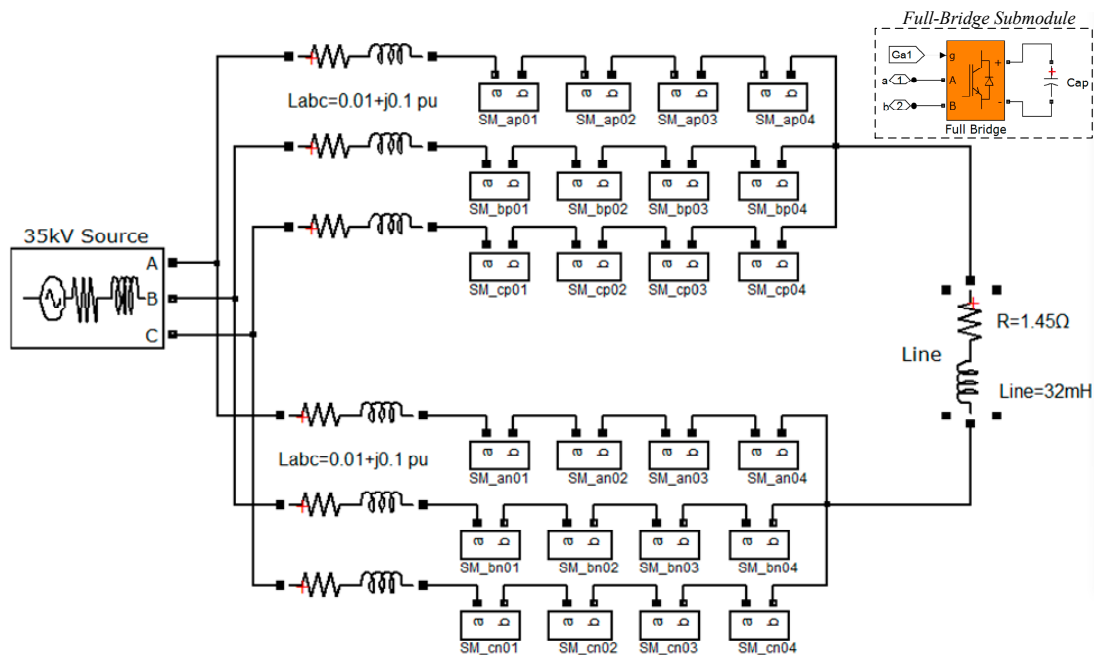 Full-Bridge Submodule
Ga1
g
+
a
1
A
Cap
b
2
B
-
Full Bridge
Labc=0.01+j0.1 pu
a b
a b
a b
a b
SM_ap01
SM_ap02
SM_ap03
SM_ap04
a b
a b
a b
a b
SM_bp01
SM_bp02
SM_bp03
SM_bp04
35kV Source
A
B
C
a b
a b
a b
a b
SM_cp01
SM_cp02
SM_cp03
SM_cp04
R=1.45Ω
Line
Line=32mH
Labc=0.01+j0.1 pu
a b
a b
a b
a b
SM_an01
SM_an02
SM_an03
SM_an04
a b
a b
a b
a b
SM_bn01
SM_bn02
SM_bn03
SM_bn04
a b
a b
a b
a b
SM_cn01
SM_cn02
SM_cn03
SM_cn04